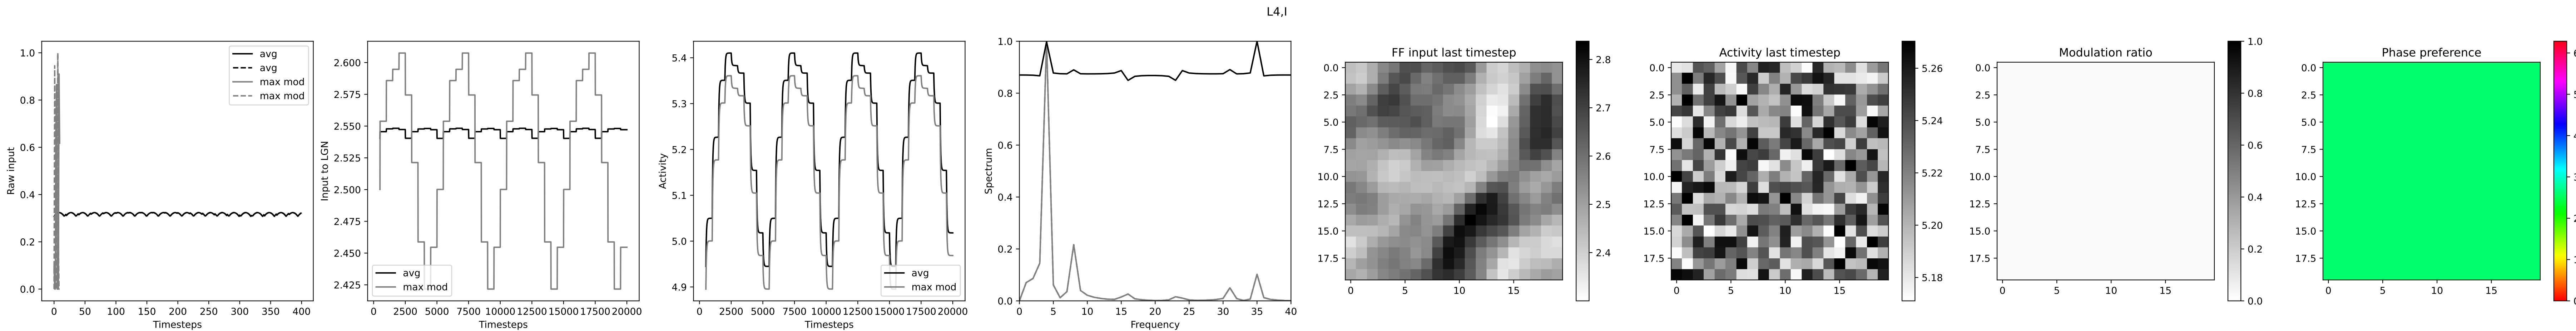 L4,I
avg
avg
max mod
max mod
Raw input
1.0
0.8
0.6
0.4
0.2
0.0
0 50 100 150 200 250 300 350 400
Timesteps
Input to LGN
2.600
2.575
2.550
2.525
2.500
2.475
2.450
2.425
avg
max mod
0 2500 5000 7500 10000 12500 15000 17500 20000
Timesteps
Activity
5.4
5.3
5.2
5.1
5.0
4.9
avg
max mod
0 2500 5000 7500 10000 12500 15000 17500 20000
Timesteps
Spectrum
1.0
0.8
0.6
0.4
0.2
0.0
0 5 10 15 20 25 30 35 40
Frequency
FF input last timestep
0.0
2.5
5.0
7.5
10.0
12.5
15.0
17.5
0 5 10 15
2.8
2.7
2.6
2.5
2.4
Activity last timestep
0.0
2.5
5.0
7.5
10.0
12.5
15.0
17.5
0 5 10 15
5.26
5.24
5.22
5.20
5.18
Modulation ratio
0.0
2.5
5.0
7.5
10.0
12.5
15.0
17.5
0 5 10 15
1.0
0.8
0.6
0.4
0.2
0.0
Phase preference
0.0
2.5
5.0
7.5
10.0
12.5
15.0
17.5
0 5 10 15